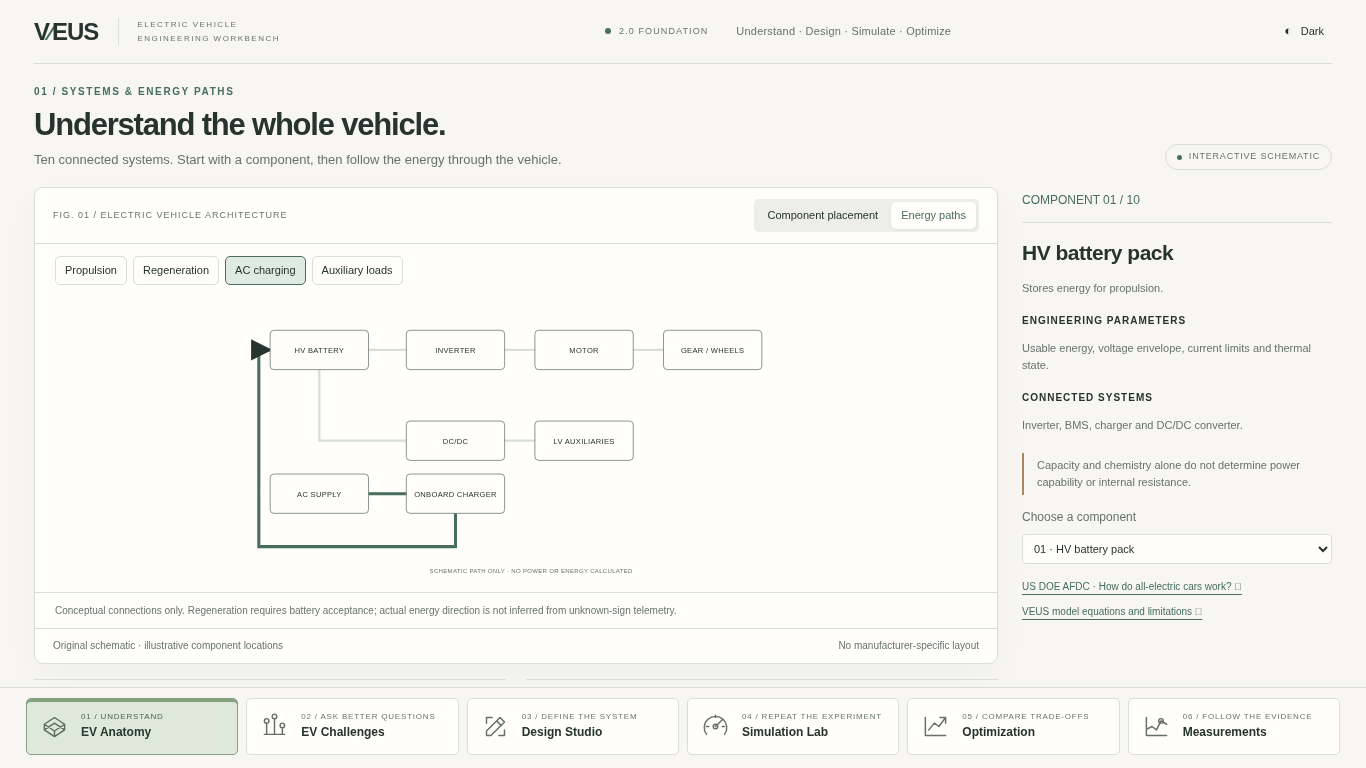 VEUS
ELECTRIC VEHICLE
ENGINEERING WORKBENCH
2.0 FOUNDATION
Understand · Design · Simulate · Optimize
Dark
01 / SYSTEMS & ENERGY PATHS
Understand the whole vehicle.
Ten connected systems. Start with a component, then follow the energy through the vehicle.
INTERACTIVE SCHEMATIC
FIG. 01 / ELECTRIC VEHICLE ARCHITECTURE
Component placement
Energy paths
Propulsion
Regeneration
AC charging
Auxiliary loads
HV BATTERY
INVERTER
MOTOR
GEAR / WHEELS
DC/DC
LV AUXILIARIES
AC SUPPLY
ONBOARD CHARGER
SCHEMATIC PATH ONLY · NO POWER OR ENERGY CALCULATED
Conceptual connections only. Regeneration requires battery acceptance; actual energy direction is not inferred from unknown-sign telemetry.
Original schematic · illustrative component locations
No manufacturer-specific layout
COMPONENT 01 / 10
HV battery pack
Stores energy for propulsion.
ENGINEERING PARAMETERS
Usable energy, voltage envelope, current limits and thermal
state.
CONNECTED SYSTEMS
Inverter, BMS, charger and DC/DC converter.
Capacity and chemistry alone do not determine power
capability or internal resistance.
Choose a component
01 · HV battery pack
US DOE AFDC · How do all-electric cars work?
VEUS model equations and limitations
01 / UNDERSTAND
EV Anatomy
02 / ASK BETTER QUESTIONS
EV Challenges
03 / DEFINE THE SYSTEM
Design Studio
04 / REPEAT THE EXPERIMENT
Simulation Lab
05 / COMPARE TRADE-OFFS
Optimization
06 / FOLLOW THE EVIDENCE
Measurements